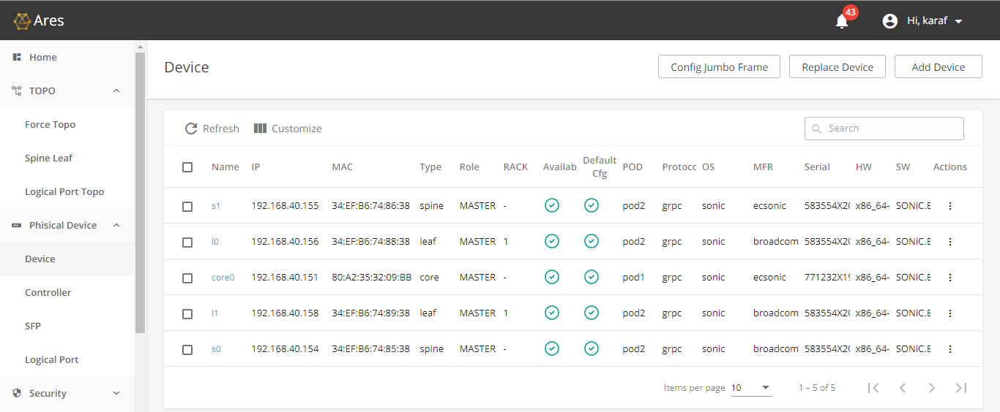 Ares
43
Hi, karaf
Home
TOPO
Force Topo
Spine Leaf
Logical Port Topo
Phisical Device
Device
Controller
SFP
Logical Port
Security
Device
Config Jumbo Frame Replace Device Add Device
Refresh Customize Search
Name IP MAC Type Role RACK Availab Default Cfg POD Protocc OS MFR Serial HW SW Actions
s1 192.168.40.155 34:EF:B6:74:86:38 spine MASTER - pod2 grpc sonic ecsonic 583554X20 x86_64- SONiC.E
l0 192.168.40.156 34:EF:B6:74:88:38 leaf MASTER 1 pod2 grpc sonic broadcom 583554X20 x86_64- SONiC.E
core0 192.168.40.151 80:A2:35:32:09:BB core MASTER - pod1 grpc sonic ecsonic 771232X19 x86_64- SONiC.E
l1 192.168.40.158 34:EF:B6:74:89:38 leaf MASTER 1 pod2 grpc sonic broadcom 583554X20 x86_64- SONiC.E
s0 192.168.40.154 34:EF:B6:74:85:38 spine MASTER - pod2 grpc sonic broadcom 583554X20 x86_64- SONiC.E
Items per page 10 1 – 5 of 5